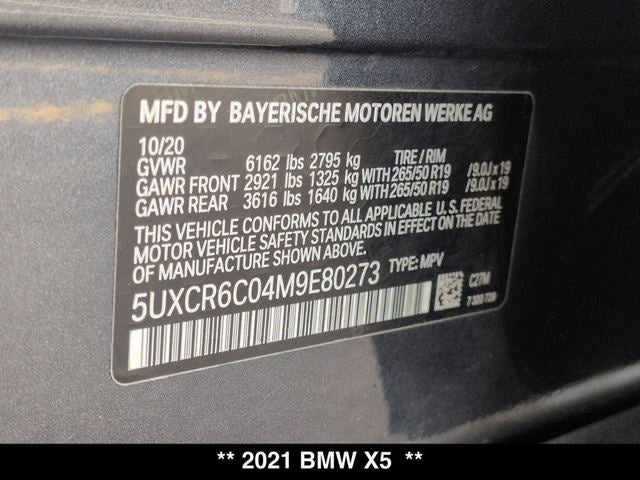 MFD BY BAYERISCHE MOTOREN WERKE AG
10/20
GVWR 6162 lbs 2795 kg TIRE / RIM
GAWR FRONT 2921 lbs 1325 kg WITH 265/50 R19 /9.0J x 19
GAWR REAR 3616 lbs 1640 kg WITH 265/50 R19 /9.0J x 19
THIS VEHICLE CONFORMS TO ALL APPLICABLE U.S. FEDERAL
MOTOR VEHICLE SAFETY STANDARDS IN EFFECT ON THE DATE
OF MANUFACTURE SHOWN ABOVE.
5UXCR6C04M9E80273 TYPE: MPV
C27M
** 2021 BMW X5 **